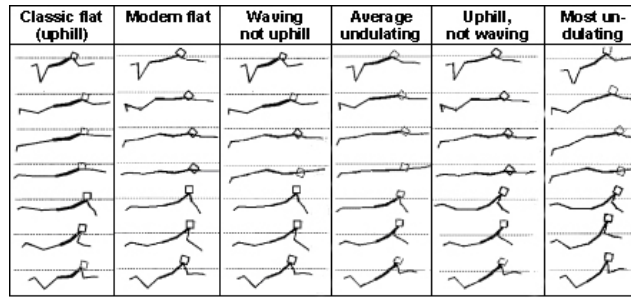 Classic flat
(uphill)
Modern flat
Waving
not uphill
Average
undulating
Uphill,
not waving
Most un-
dulating